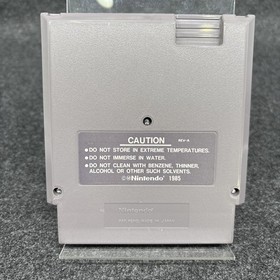 CAUTION
REV-A
• DO NOT STORE IN EXTREME TEMPERATURES.
• DO NOT IMMERSE IN WATER.
• DO NOT CLEAN WITH BENZENE, THINNER,
ALCOHOL OR OTHER SUCH SOLVENTS.
©®Nintendo® 1985